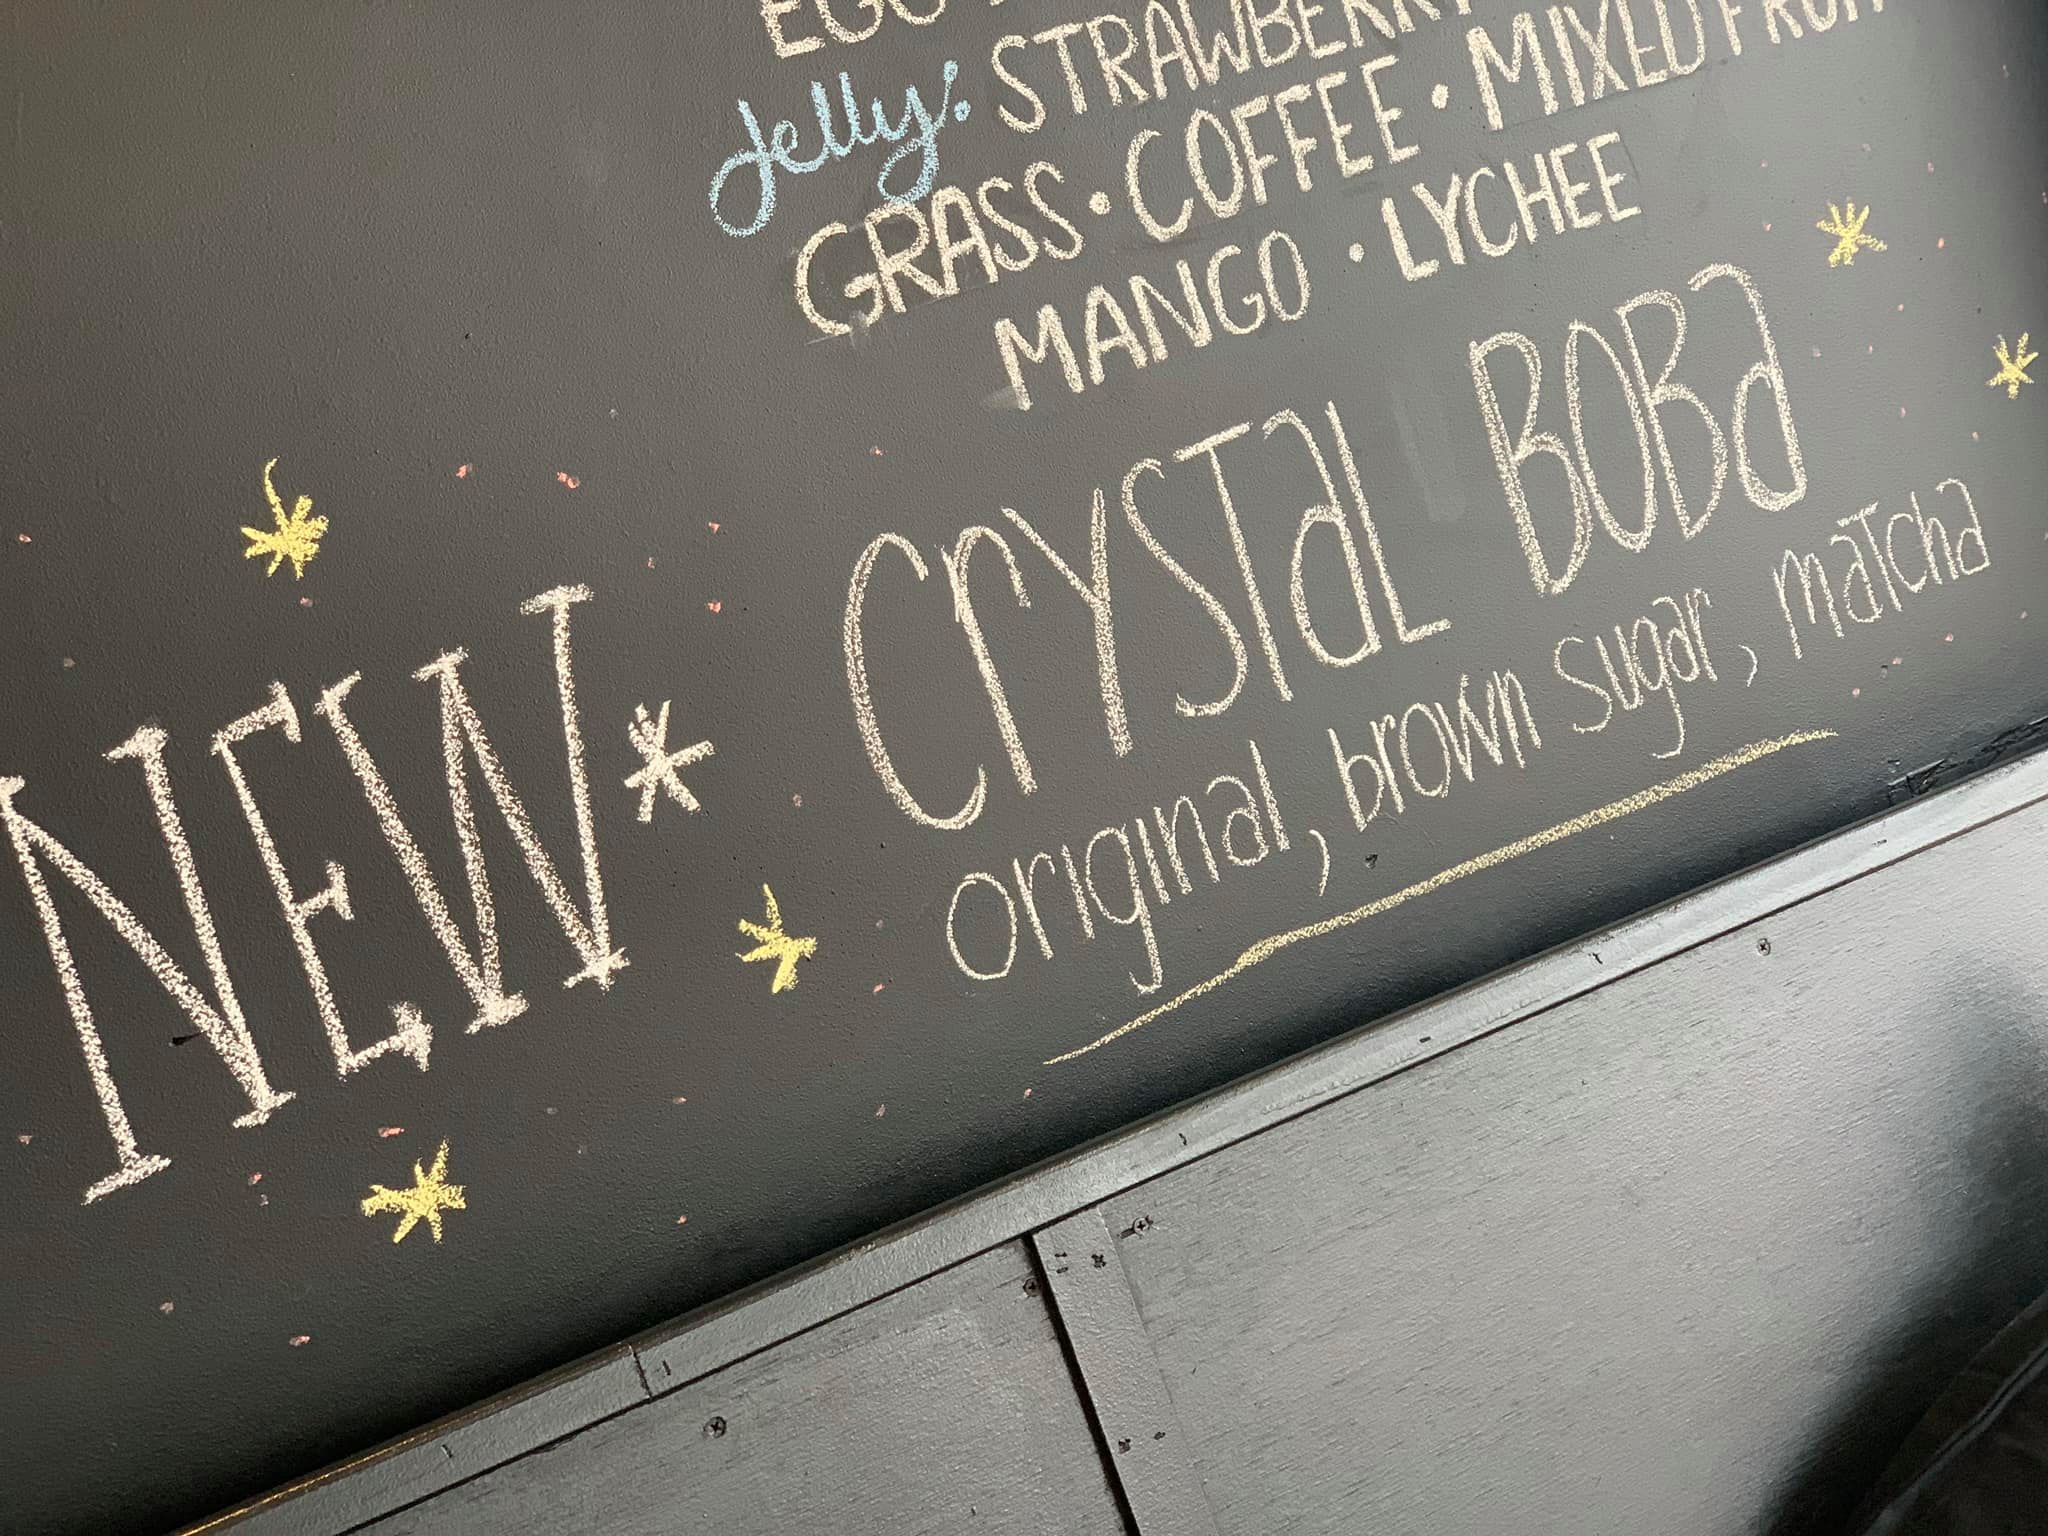 Jelly: STRAWBERRY
GRASS • COFFEE • MIXED FRUIT
MANGO • LYCHEE
NEW * CrYSTaL BOBa
original, brown sugar, maTcha